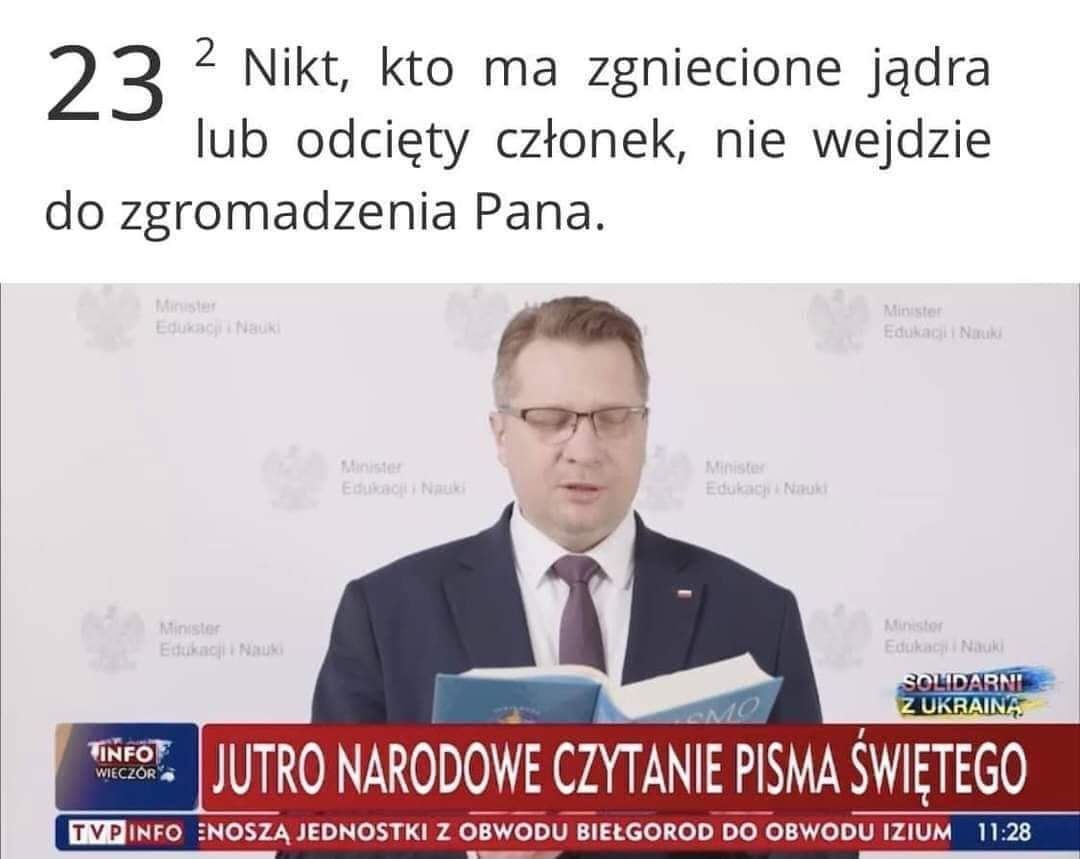 23 2 Nikt, kto ma zgniecione jądra
lub odcięty członek, nie wejdzie
do zgromadzenia Pana.
Minister
Edukacji i Nauki
Minister
Edukacji i Nauki
Minister
Edukacji i Nauki
Minister
Edukacji i Nauki
Minister
Edukacji i Nauki
Minister
Edukacji i Nauki
SOLIDARNI
Z UKRAINĄ
INFO
WIECZÓR
JUTRO NARODOWE CZYTANIE PISMA ŚWIĘTEGO
TVP INFO ENOSZĄ JEDNOSTKI Z OBWODU BIEŁGOROD DO OBWODU IZIUM 11:28